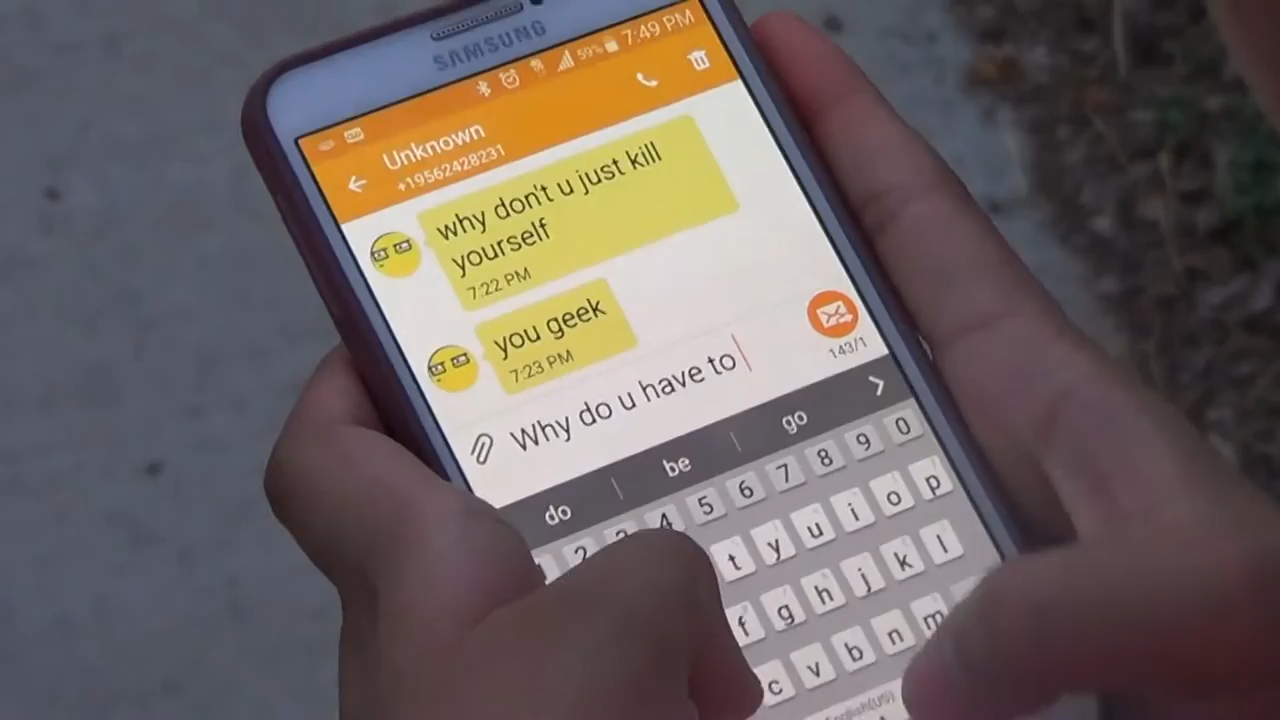 SAMSUNG
59% 7:49 PM
Unknown
+19562428231
why don't u just kill
yourself
7:22 PM
you geek
7:23 PM
Why do u have to
143/1
do be go
2 3 4 5 6 7 8 9 0
t y u i o p
f g h j k l
c v b n m
English(US)